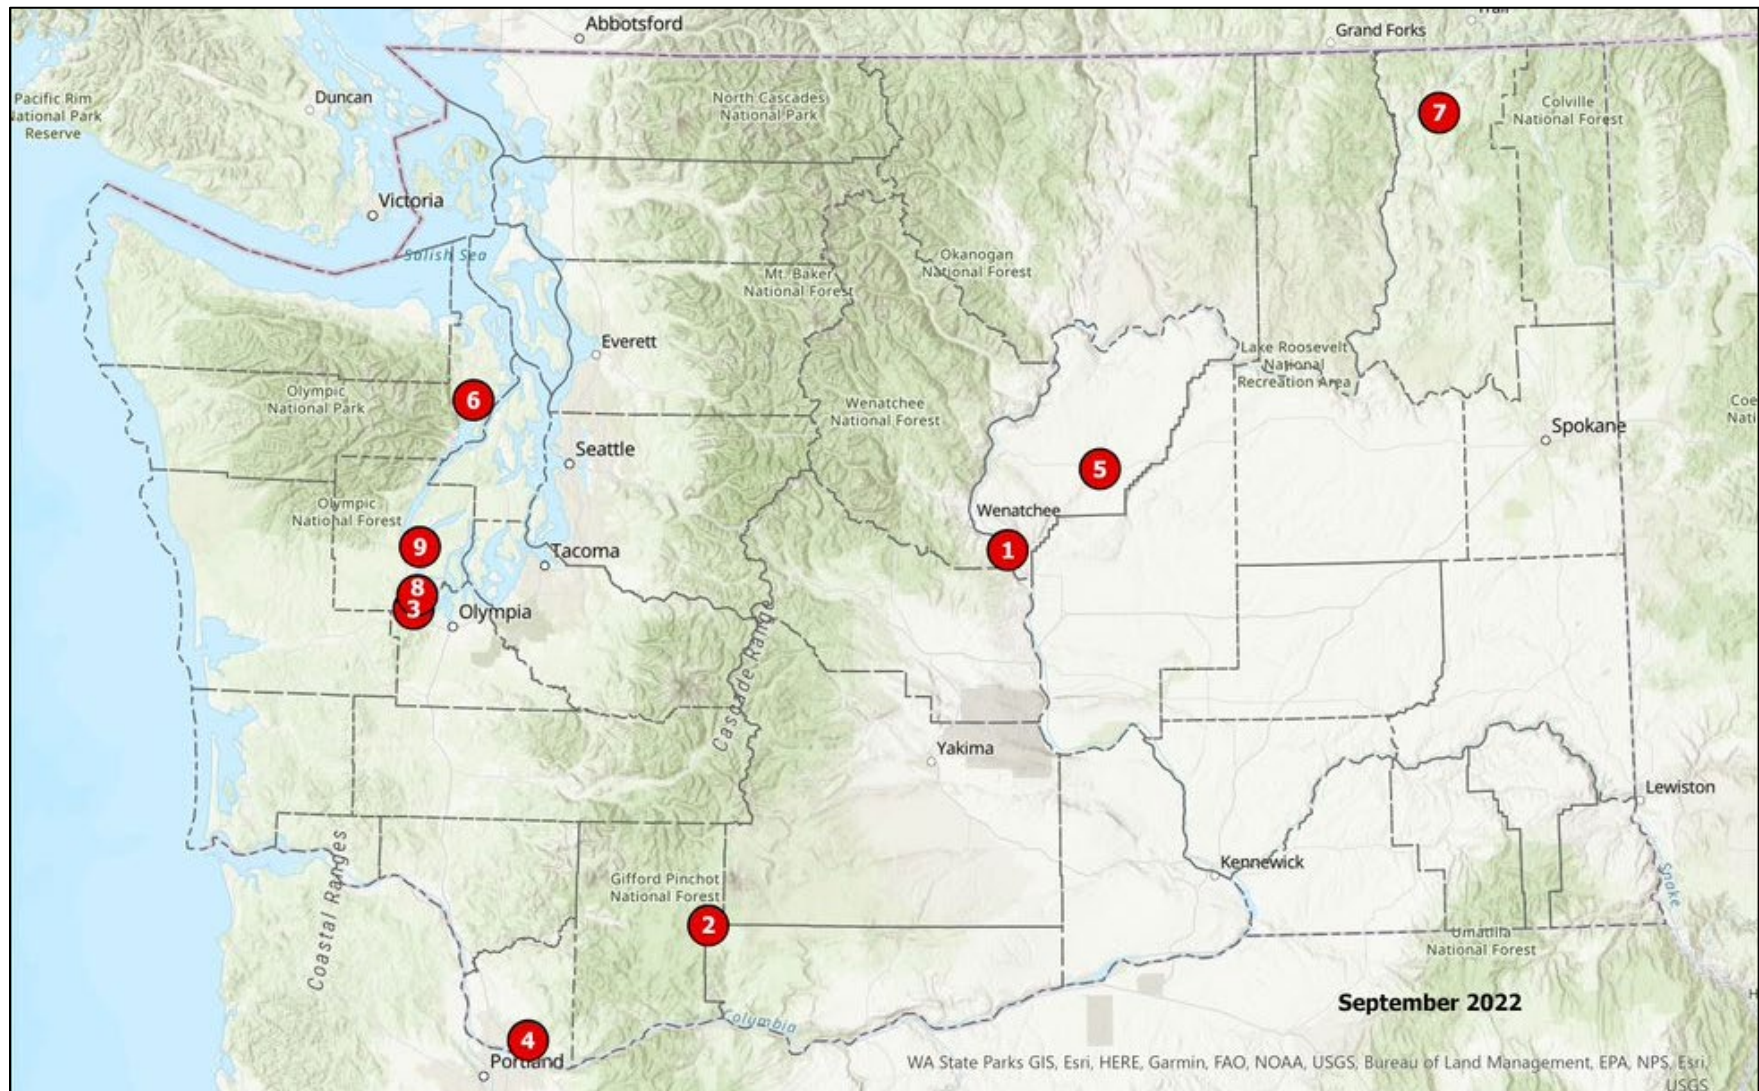 Abbotsford
Grand Forks
Trail
Pacific Rim
National Park
Reserve
Duncan
North Cascades
National Park
7
Colville
National Forest
Victoria
Salish Sea
Okanogan
National Forest
Mt. Baker
National Forest
Everett
Lake Roosevelt
National
Recreation Area
Olympic
National Park
6
Wenatchee
National Forest
Coe
Nati
Spokane
Seattle
5
Olympic
National Forest
Wenatchee
9
Tacoma
1
8
3
Olympia
Cascade Range
Yakima
Lewiston
Coastal Ranges
Kennewick
Snake
Gifford Pinchot
National Forest
2
Umatilla
National Forest
September 2022
Columbia
4
Portland
WA State Parks GIS, Esri, HERE, Garmin, FAO, NOAA, USGS, Bureau of Land Management, EPA, NPS, Esri,
USGS